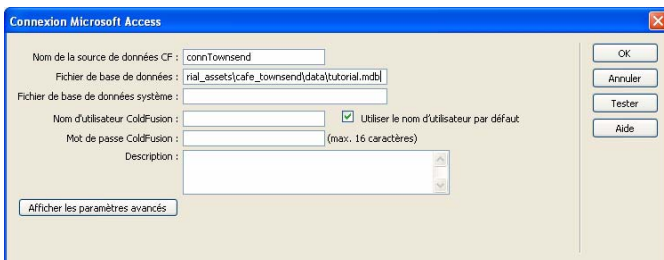 Connexion Microsoft Access
Nom de la source de données CF : connTownsend
Fichier de base de données : rial_assets\cafe_townsend\data\tutorial.mdb
Fichier de base de données système :
Nom d'utilisateur ColdFusion : Utiliser le nom d'utilisateur par défaut
Mot de passe ColdFusion : (max. 16 caractères)
Description :
Afficher les paramètres avancés
OK
Annuler
Tester
Aide